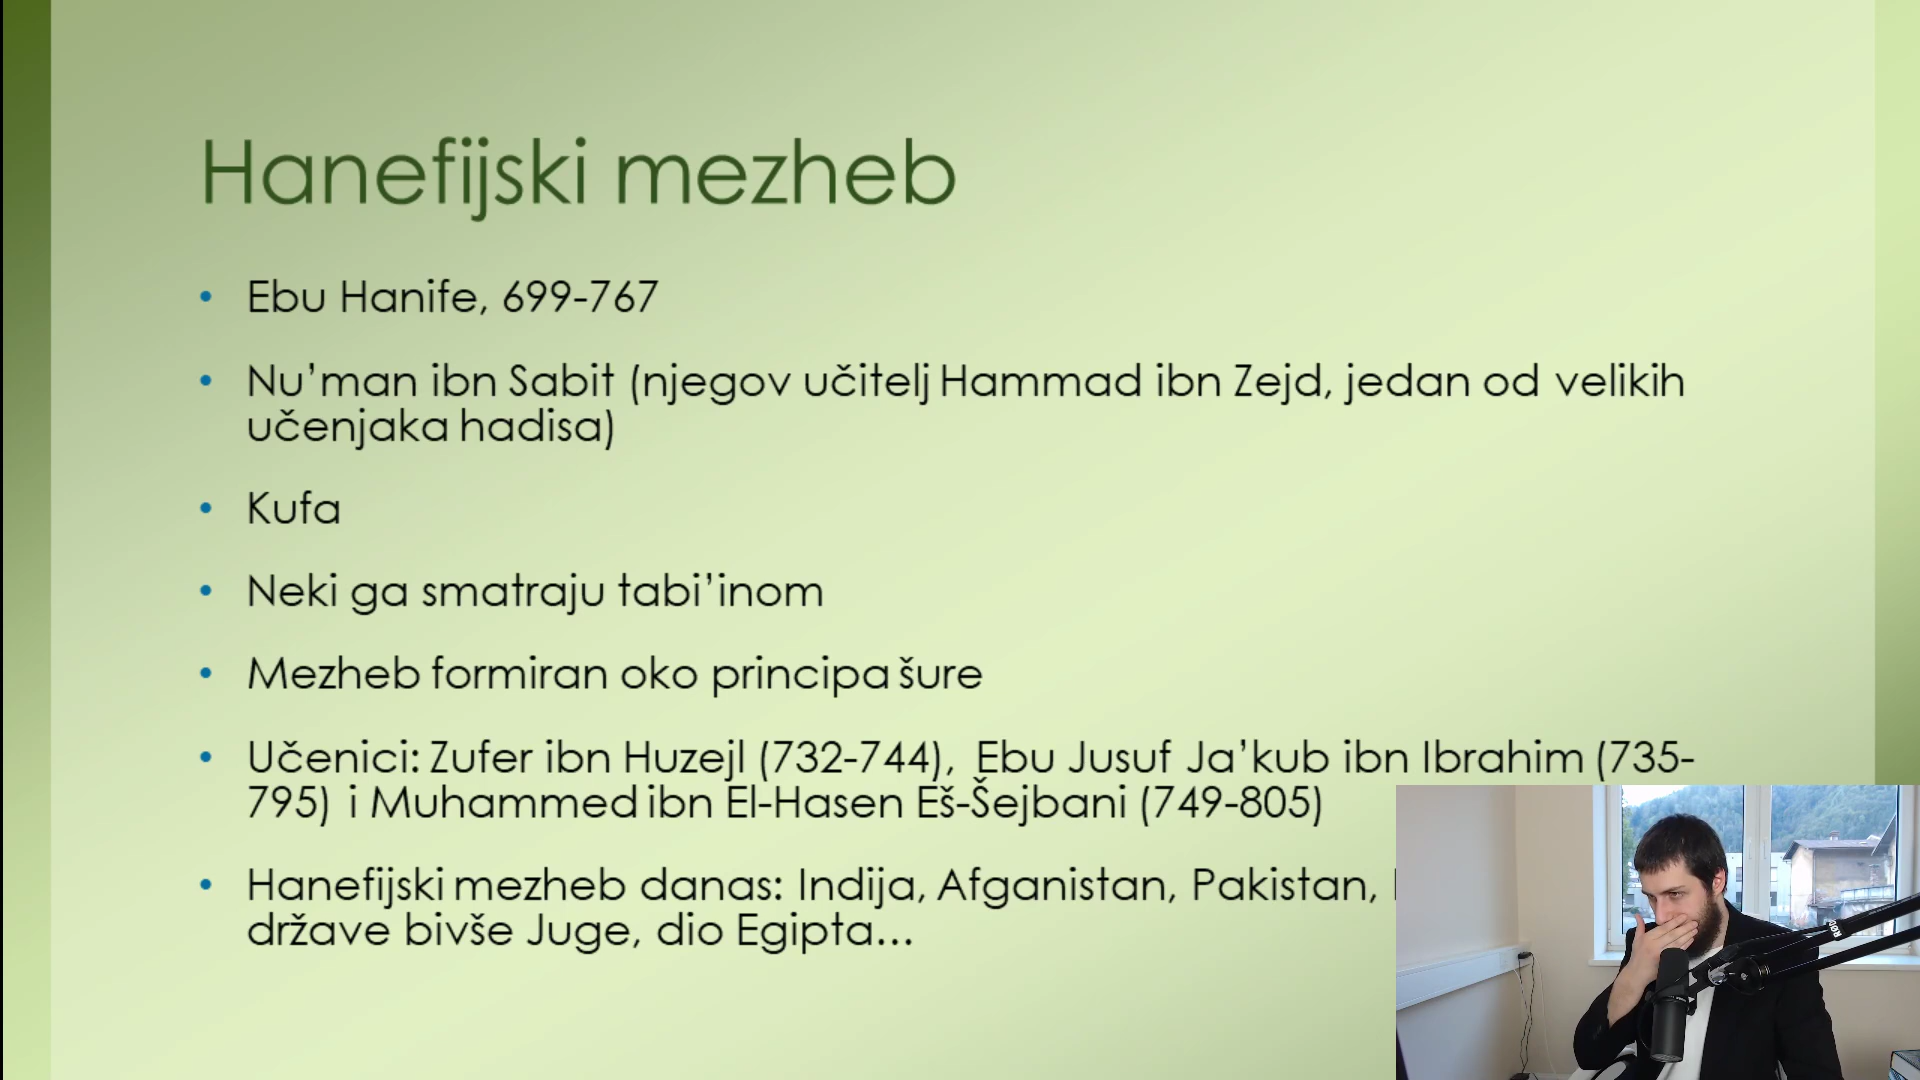 Hanefijski mezheb
• Ebu Hanife, 699-767
• Nu’man ibn Sabit (njegov učitelj Hammad ibn Zejd, jedan od velikih
učenjaka hadisa)
• Kufa
• Neki ga smatraju tabi’inom
• Mezheb formiran oko principa šure
• Učenici: Zufer ibn Huzejl (732-744), Ebu Jusuf Ja’kub ibn Ibrahim (735-
795) i Muhammed ibn El-Hasen Eš-Šejbani (749-805)
• Hanefijski mezheb danas: Indija, Afganistan, Pakistan,
države bivše Juge, dio Egipta...